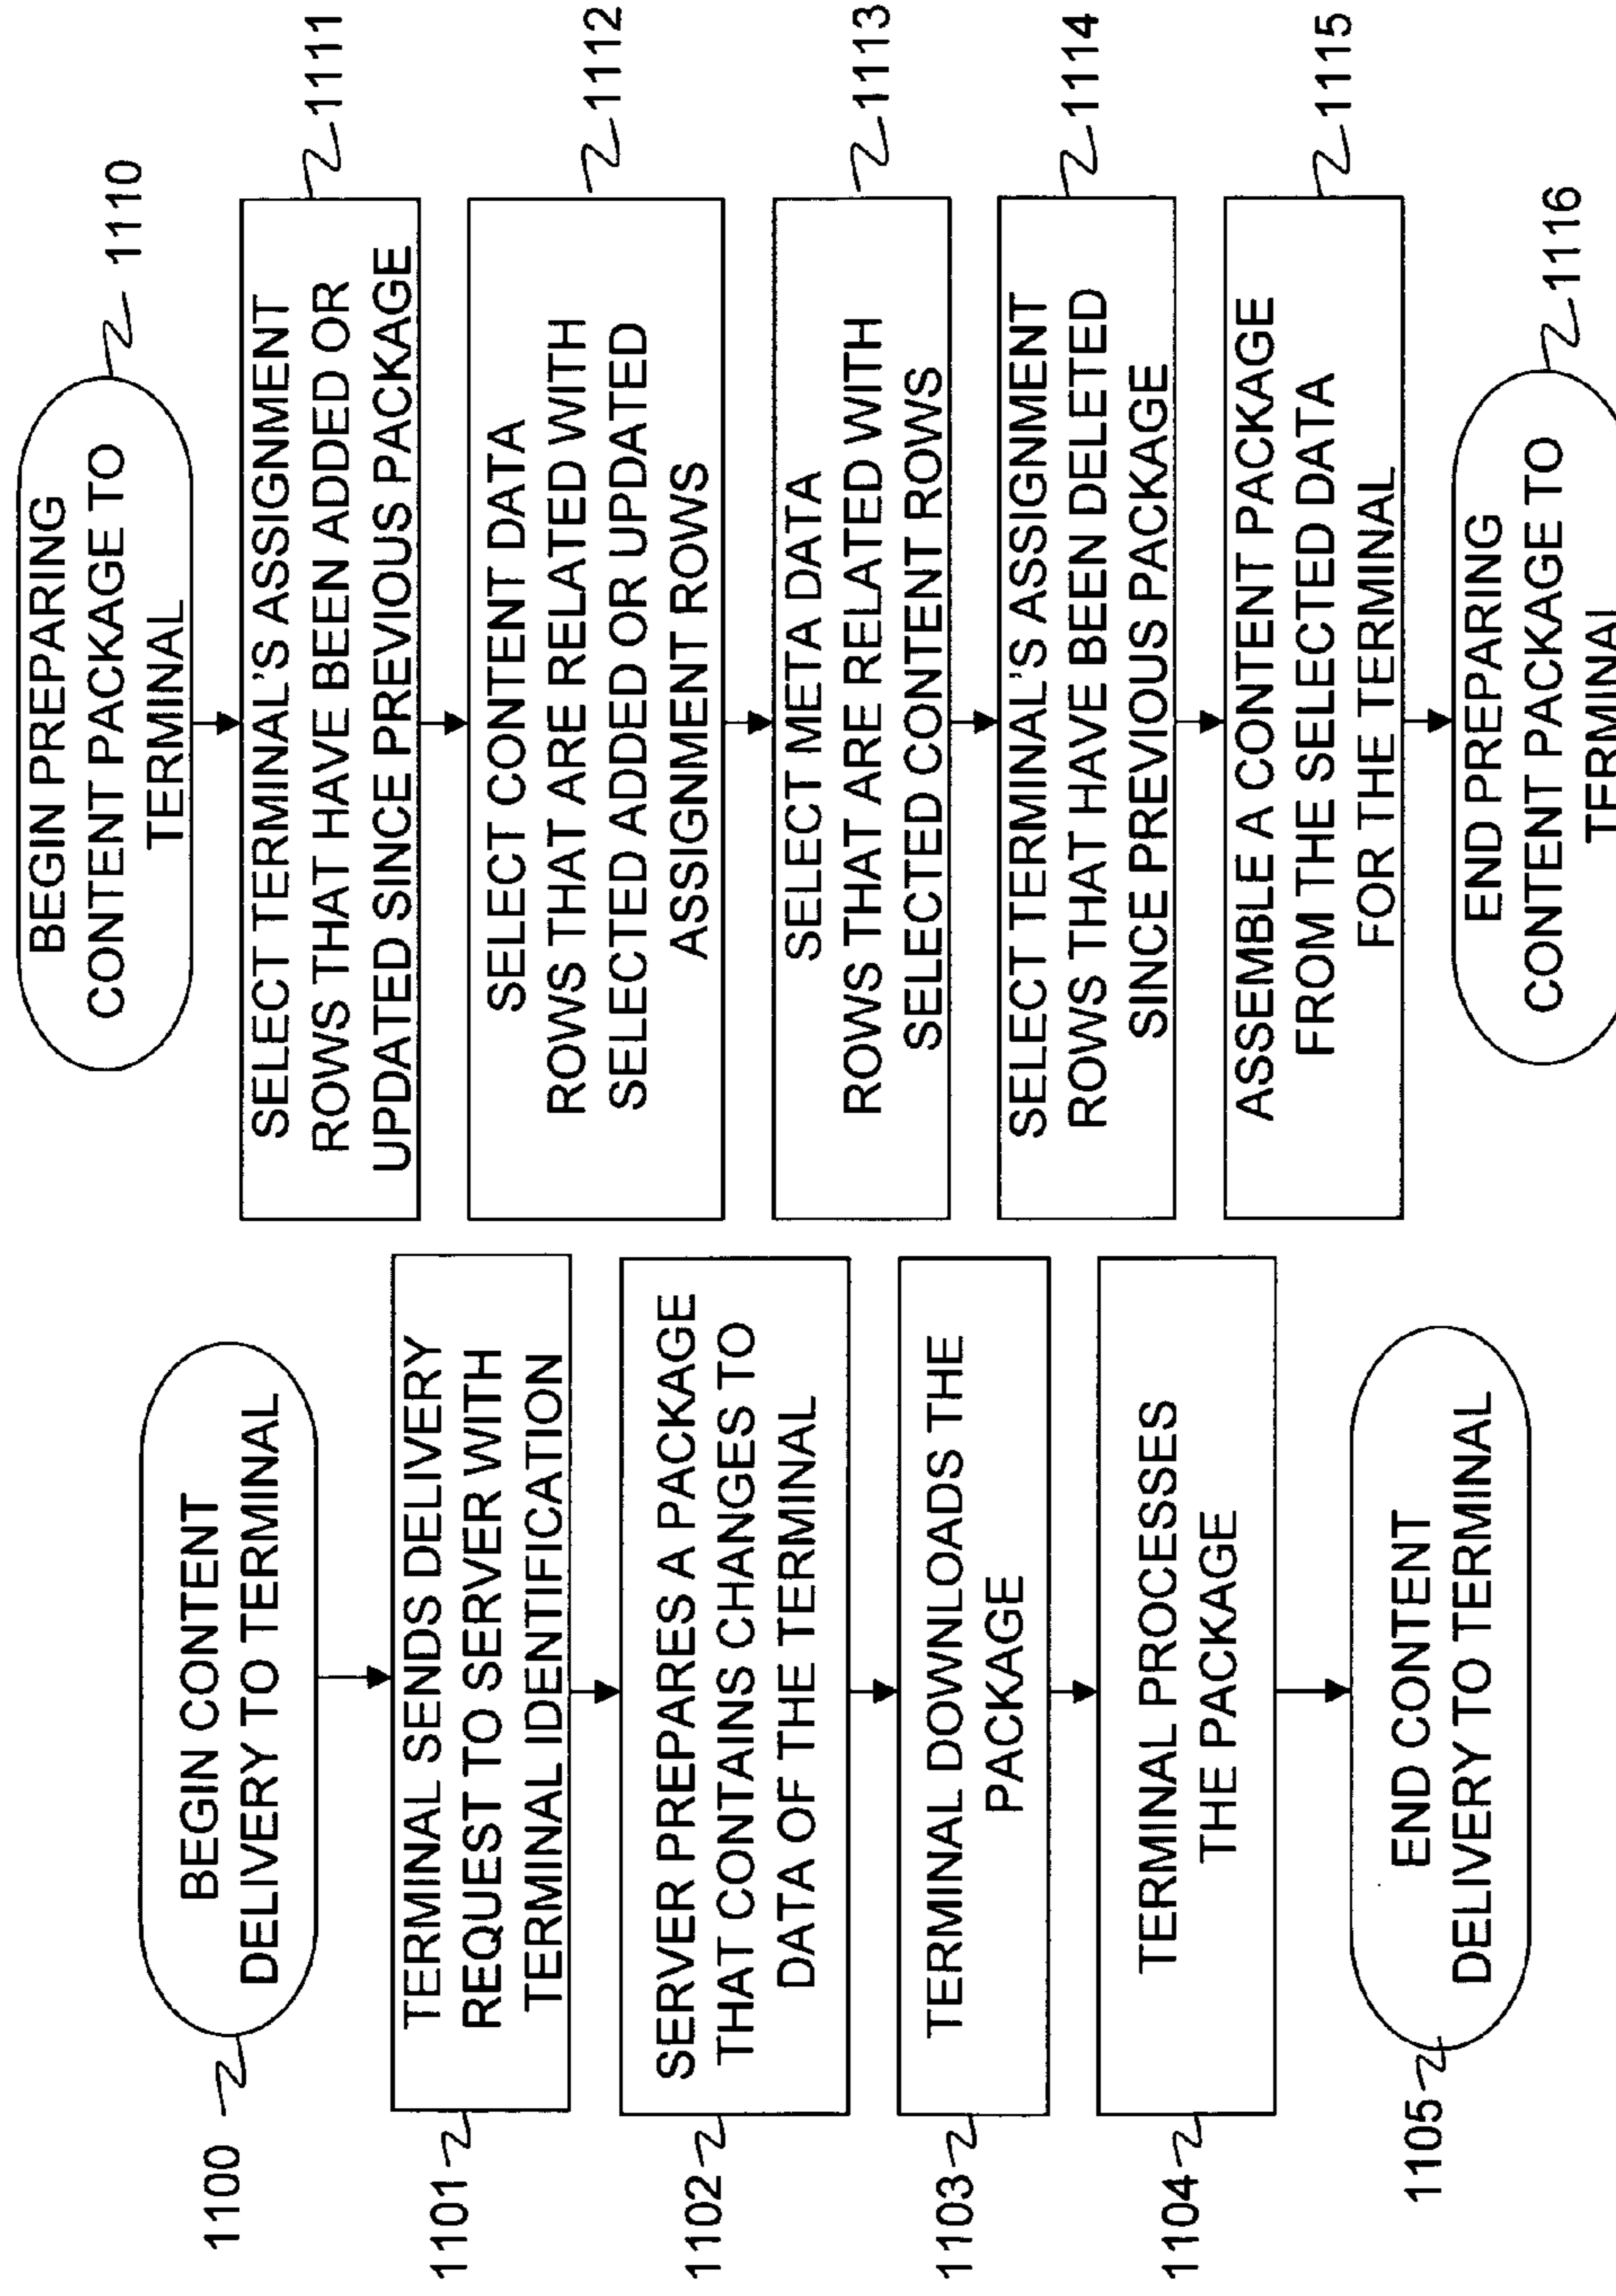 1100
BEGIN CONTENT
DELIVERY TO TERMINAL
1101
TERMINAL SENDS DELIVERY
REQUEST TO SERVER WITH
TERMINAL IDENTIFICATION
1102
SERVER PREPARES A PACKAGE
THAT CONTAINS CHANGES TO
DATA OF THE TERMINAL
1103
TERMINAL DOWNLOADS THE
PACKAGE
1104
TERMINAL PROCESSES
THE PACKAGE
1105
END CONTENT
DELIVERY TO TERMINAL
BEGIN PREPARING
CONTENT PACKAGE TO
TERMINAL
1110
SELECT TERMINAL'S ASSIGNMENT
ROWS THAT HAVE BEEN ADDED OR
UPDATED SINCE PREVIOUS PACKAGE
1111
SELECT CONTENT DATA
ROWS THAT ARE RELATED WITH
SELECTED ADDED OR UPDATED
ASSIGNMENT ROWS
1112
SELECT META DATA
ROWS THAT ARE RELATED WITH
SELECTED CONTENT ROWS
1113
SELECT TERMINAL'S ASSIGNMENT
ROWS THAT HAVE BEEN DELETED
SINCE PREVIOUS PACKAGE
1114
ASSEMBLE A CONTENT PACKAGE
FROM THE SELECTED DATA
FOR THE TERMINAL
1115
END PREPARING
CONTENT PACKAGE TO
TERMINAL
1116